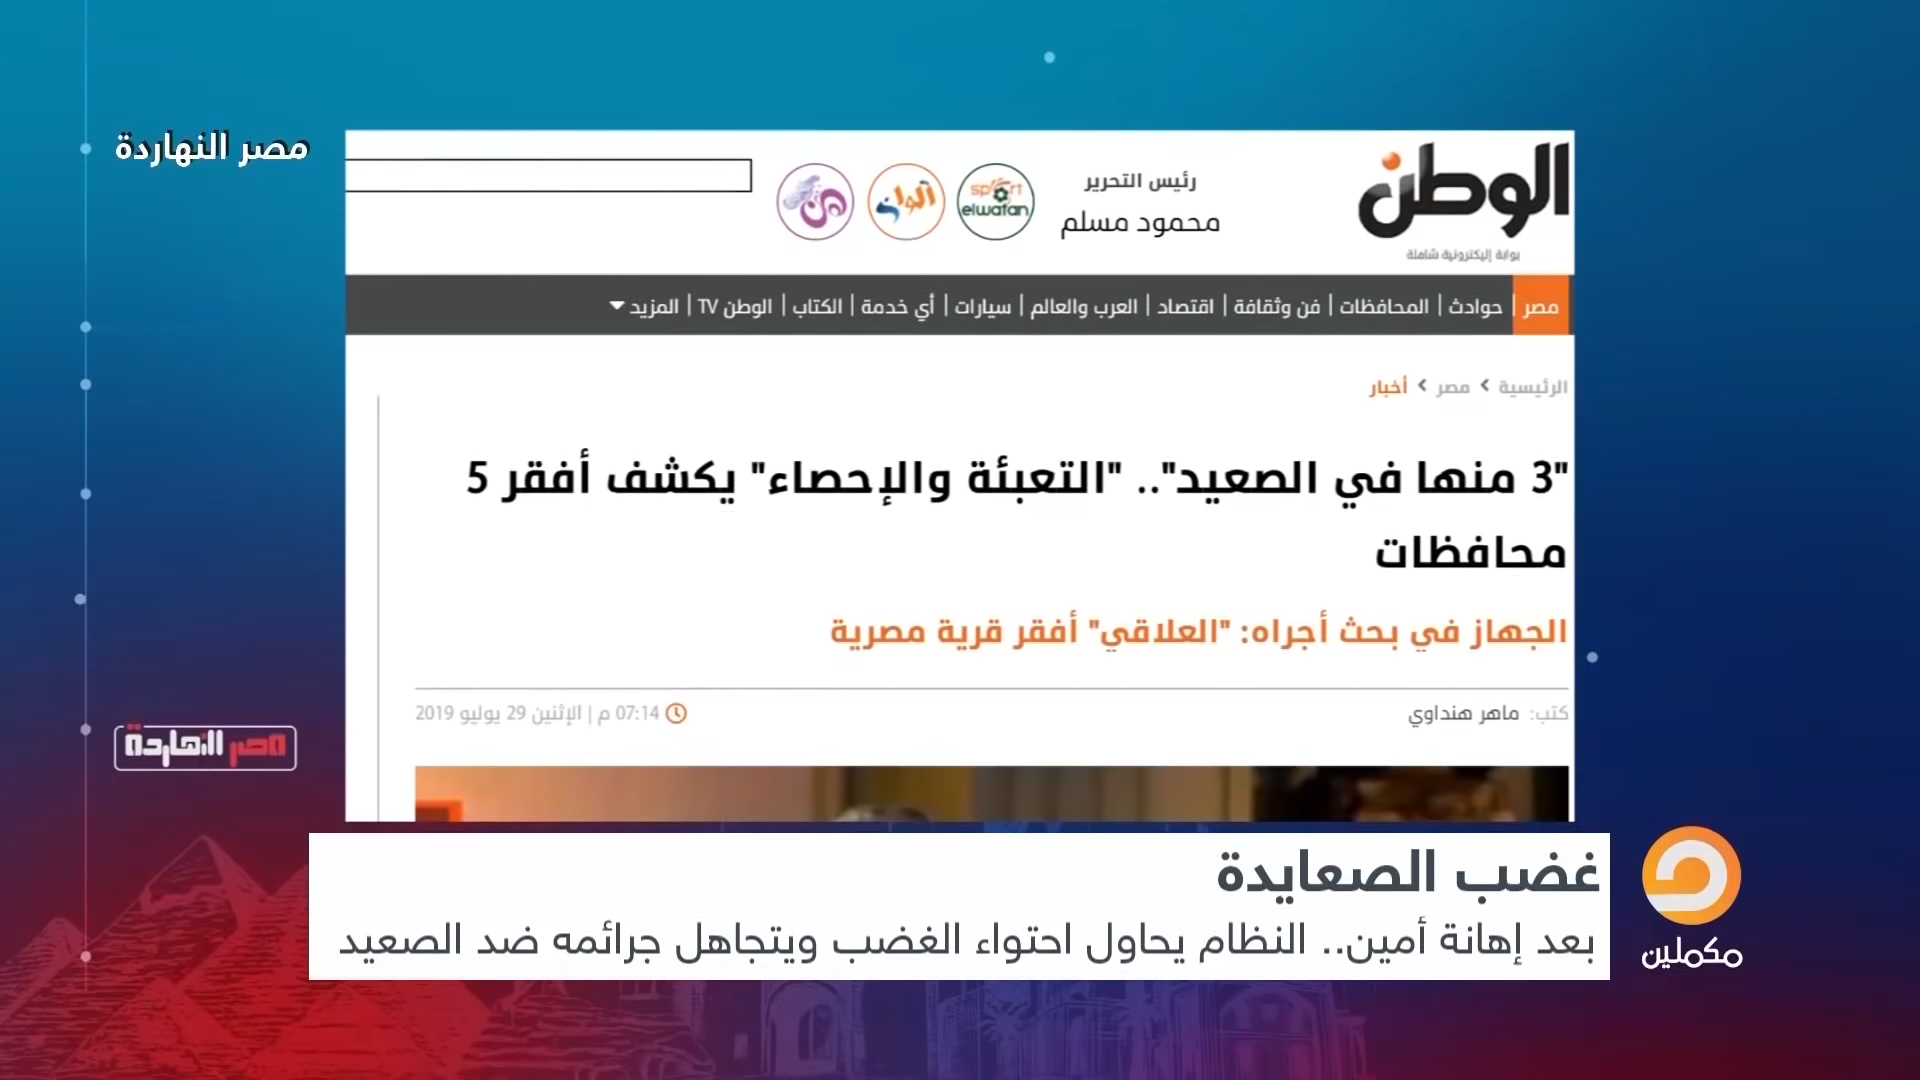 مصر النهاردة
الوطن
بوابة إليكترونية شاملة
رئيس التحرير
محمود مسلم
sport
elwatan
ألوان
هن
مصر | حوادث | المحافظات | فن وثقافة | اقتصاد | العرب والعالم | سيارات | أي خدمة | الكتاب | الوطن TV | المزيد
الرئيسية › مصر › أخبار
"3 منها في الصعيد".. "التعبئة والإحصاء" يكشف أفقر 5
محافظات
الجهاز في بحث أجراه: "العلاقي" أفقر قرية مصرية
كتب: ماهر هنداوي
07:14 م | الإثنين 29 يوليو 2019
مصر النهاردة
غضب الصعايدة
بعد إهانة أمين.. النظام يحاول احتواء الغضب ويتجاهل جرائمه ضد الصعيد
مكملين